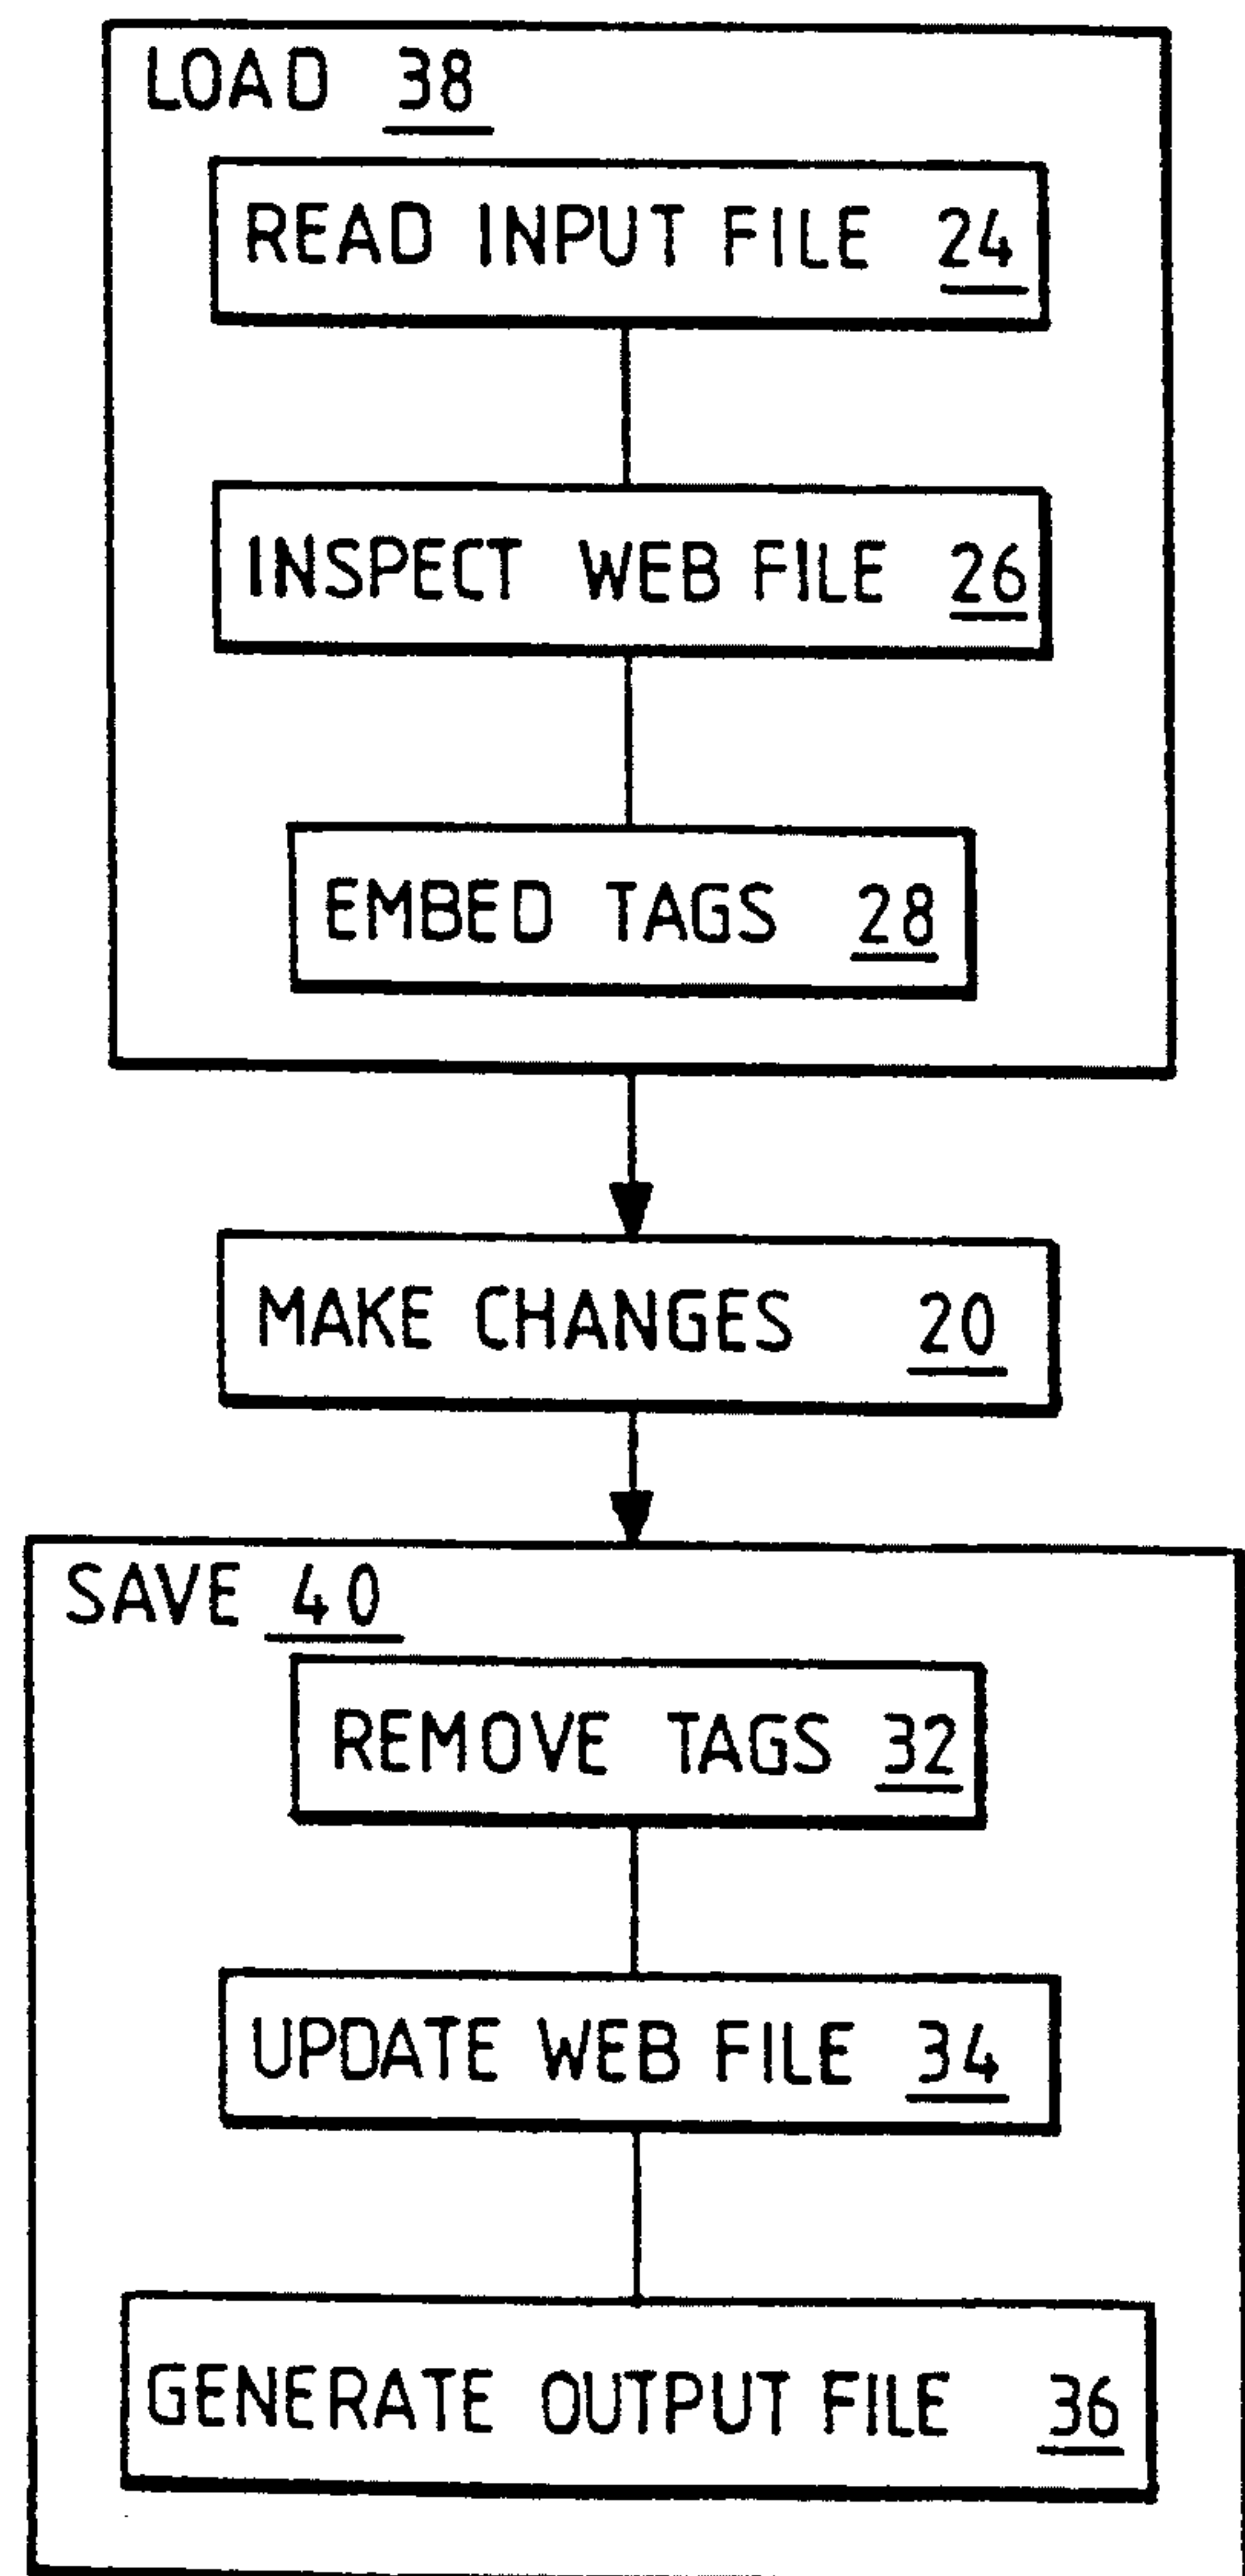 LOAD 38
READ INPUT FILE 24
INSPECT WEB FILE 26
EMBED TAGS 28
MAKE CHANGES 20
SAVE 40
REMOVE TAGS 32
UPDATE WEB FILE 34
GENERATE OUTPUT FILE 36